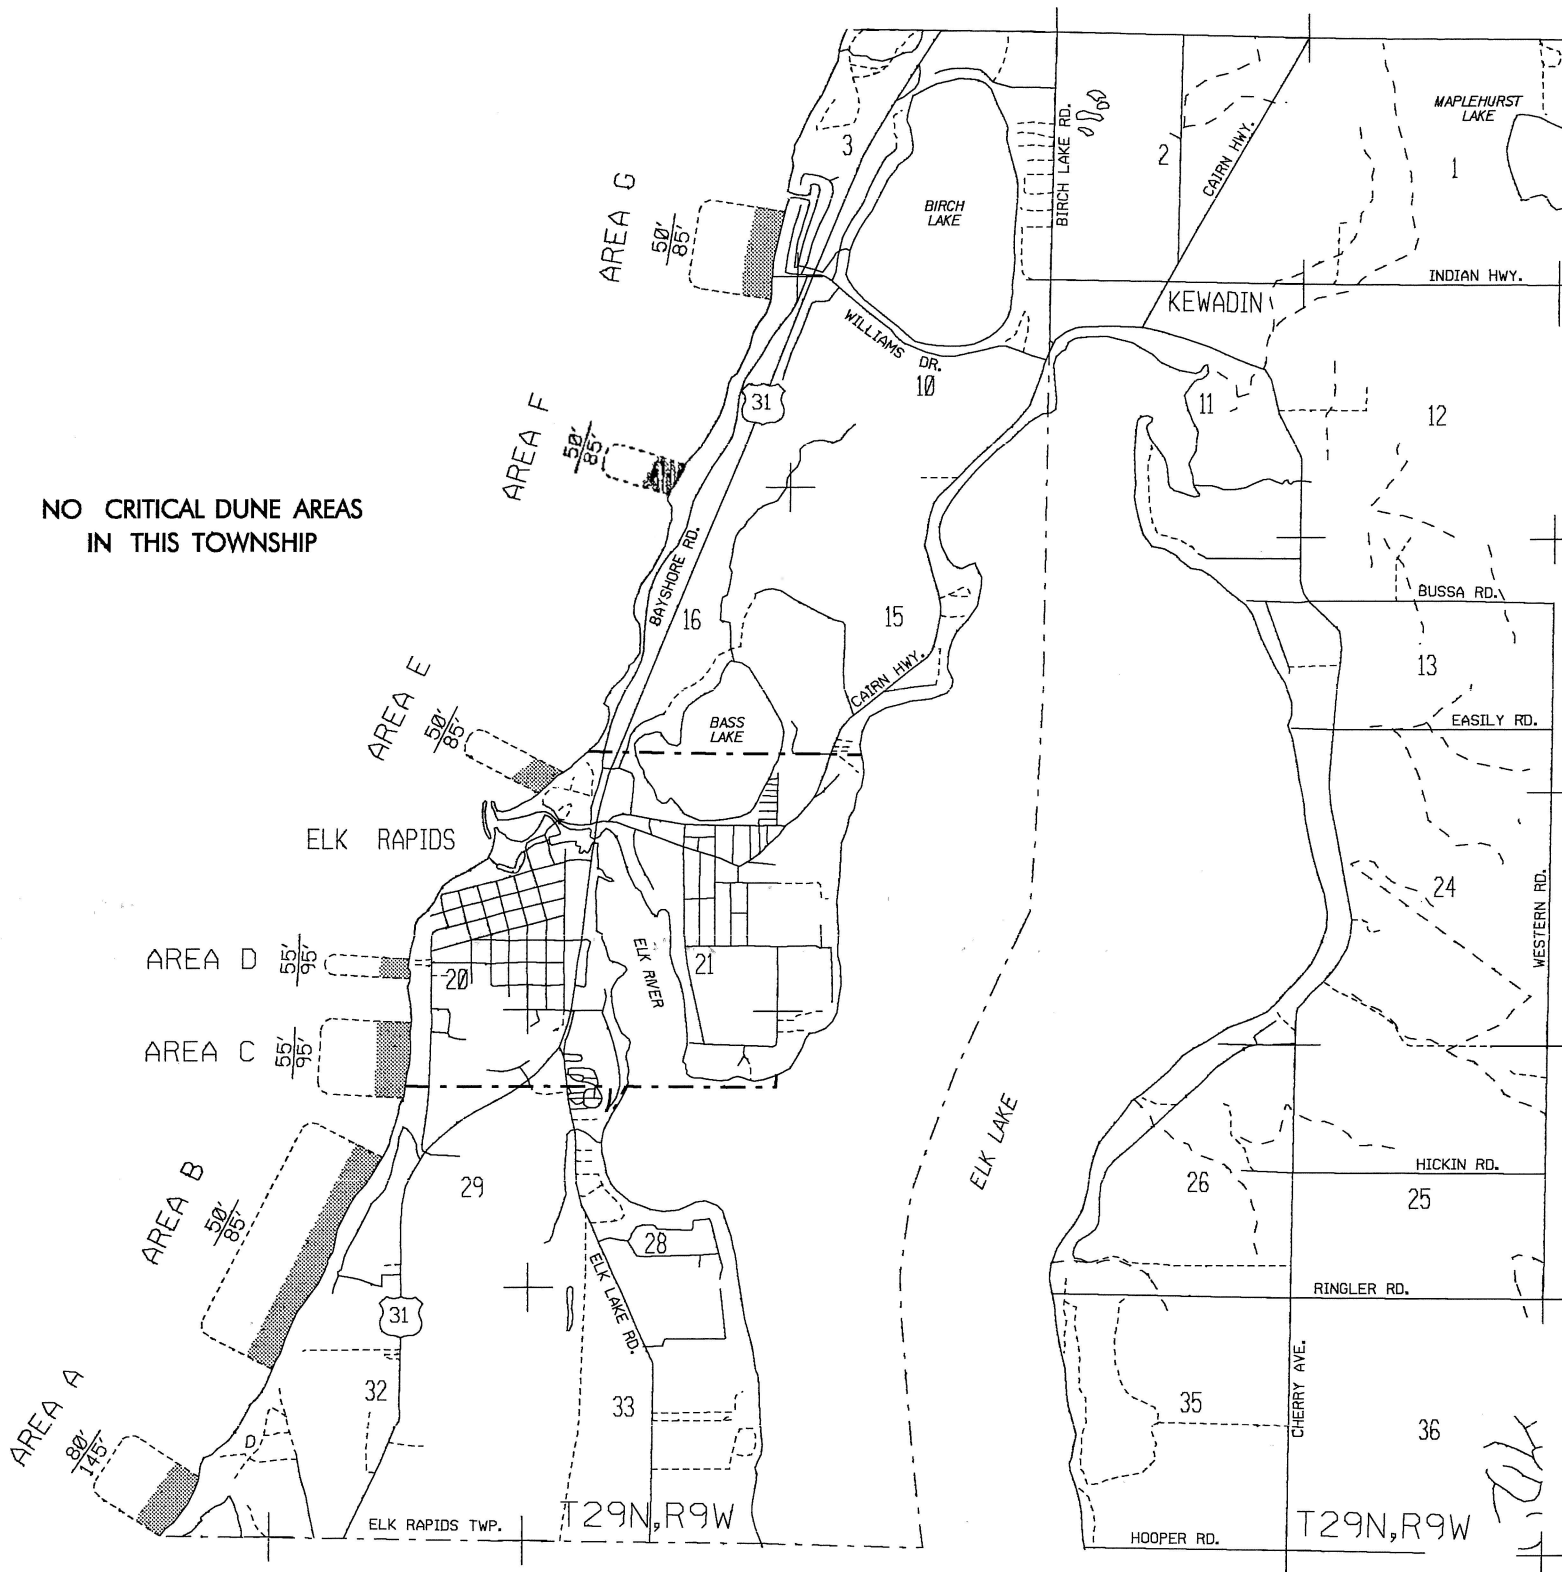 MAPLEHURST
LAKE
3
BIRCH LAKE RD.
2
CAIRN HWY.
1
AREA G
50'
85'
BIRCH
LAKE
INDIAN HWY.
KEWADIN
WILLIAMS DR.
10
31
11
12
AREA F
50'
85'
NO CRITICAL DUNE AREAS
IN THIS TOWNSHIP
BAYSHORE RD.
BUSSA RD.
16
15
13
AREA E
50'
85'
CAIRN HWY.
BASS
LAKE
EASILY RD.
ELK RAPIDS
24
WESTERN RD.
AREA D
55'
95'
20
ELK RIVER
21
AREA C
55'
95'
ELK LAKE
AREA B
50'
85'
29
HICKIN RD.
26
25
28
ELK LAKE RD.
31
RINGLER RD.
CHERRY AVE.
AREA A
80'
145'
32
33
35
36
T29N,R9W
T29N,R9W
ELK RAPIDS TWP.
HOOPER RD.